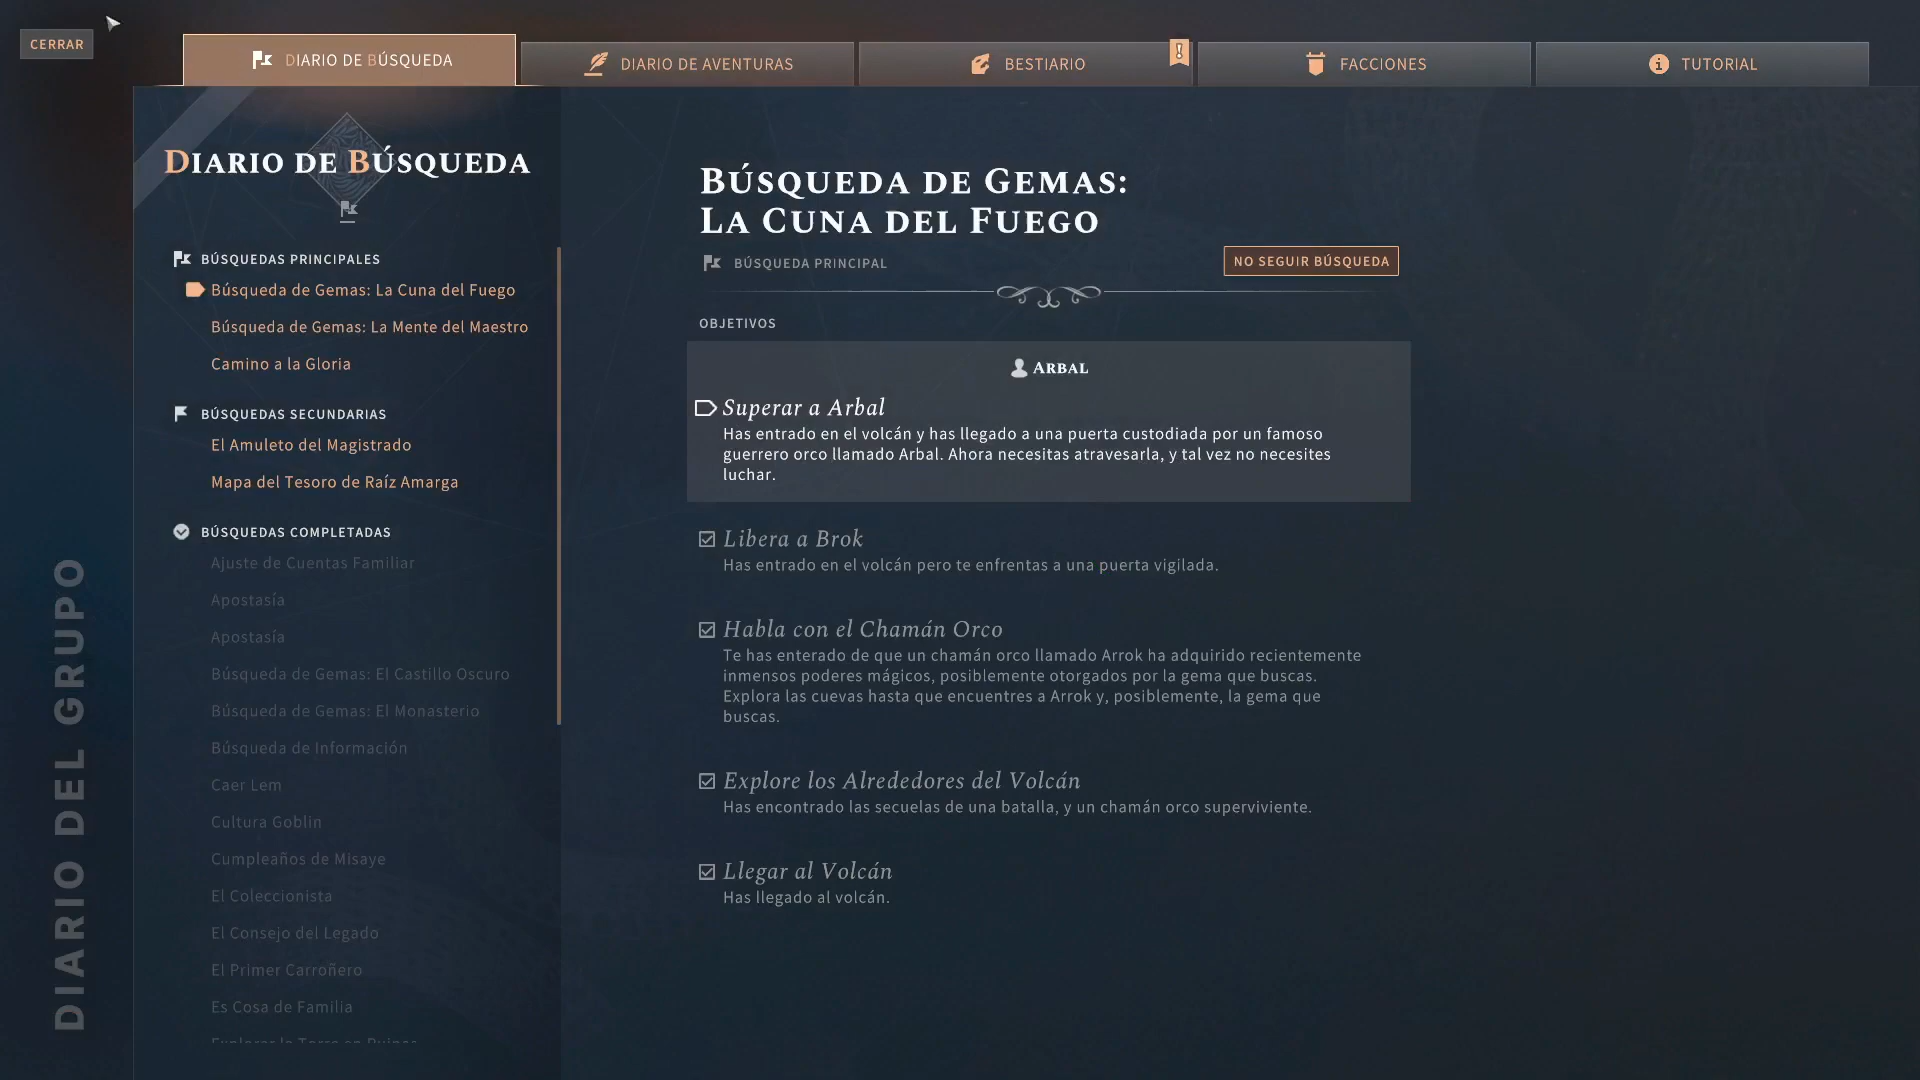 CERRAR
DIARIO DE BÚSQUEDA
DIARIO DE AVENTURAS
BESTIARIO
FACCIONES
TUTORIAL
DIARIO DEL GRUPO
DIARIO DE BÚSQUEDA
BÚSQUEDAS PRINCIPALES
Búsqueda de Gemas: La Cuna del Fuego
Búsqueda de Gemas: La Mente del Maestro
Camino a la Gloria
BÚSQUEDAS SECUNDARIAS
El Amuleto del Magistrado
Mapa del Tesoro de Raíz Amarga
BÚSQUEDAS COMPLETADAS
Ajuste de Cuentas Familiar
Apostasía
Apostasía
Búsqueda de Gemas: El Castillo Oscuro
Búsqueda de Gemas: El Monasterio
Búsqueda de Información
Caer Lem
Cultura Goblin
Cumpleaños de Misaye
El Coleccionista
El Consejo del Legado
El Primer Carroñero
Es Cosa de Familia
Explorar la Torre en Ruinas
BÚSQUEDA DE GEMAS:
LA CUNA DEL FUEGO
BÚSQUEDA PRINCIPAL
NO SEGUIR BÚSQUEDA
OBJETIVOS
ARBAL
Superar a Arbal
Has entrado en el volcán y has llegado a una puerta custodiada por un famoso
guerrero orco llamado Arbal. Ahora necesitas atravesarla, y tal vez no necesites
luchar.
Libera a Brok
Has entrado en el volcán pero te enfrentas a una puerta vigilada.
Habla con el Chamán Orco
Te has enterado de que un chamán orco llamado Arrok ha adquirido recientemente
inmensos poderes mágicos, posiblemente otorgados por la gema que buscas.
Explora las cuevas hasta que encuentres a Arrok y, posiblemente, la gema que
buscas.
Explore los Alrededores del Volcán
Has encontrado las secuelas de una batalla, y un chamán orco superviviente.
Llegar al Volcán
Has llegado al volcán.